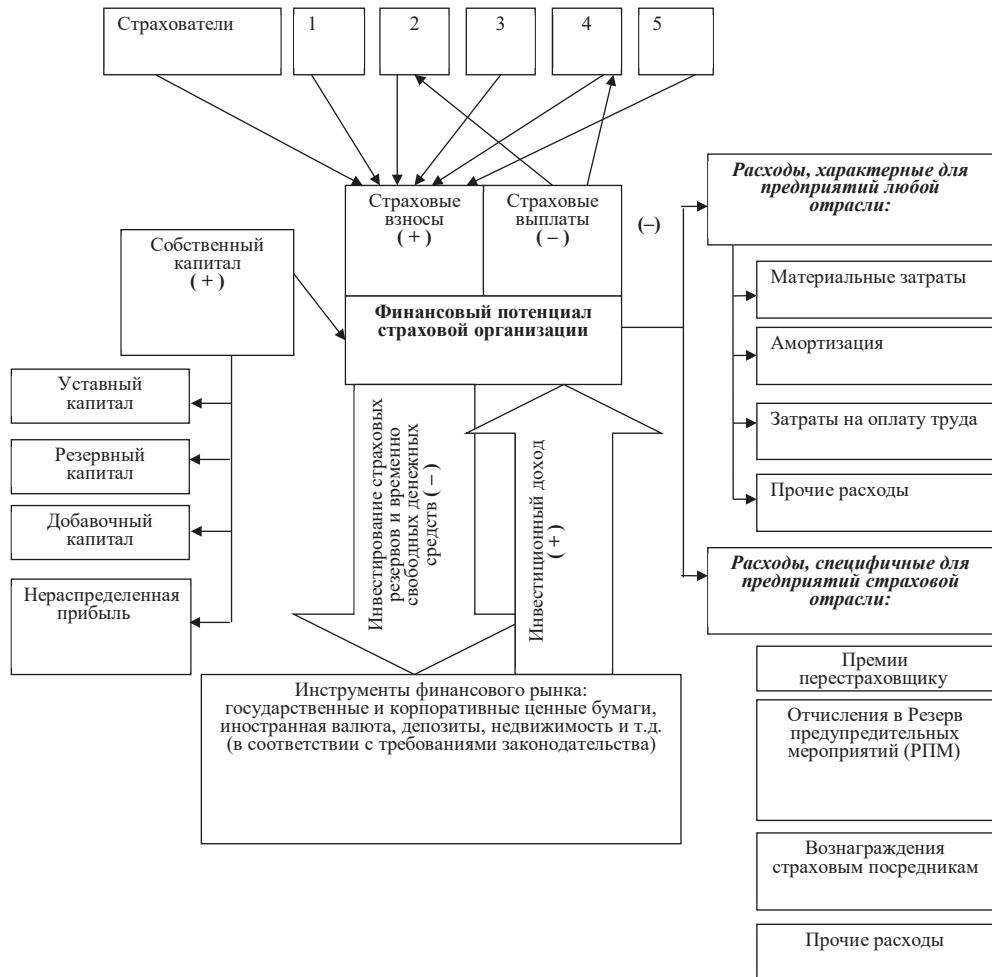 Страхователи
1
2
3
4
5
Страховые
взносы
( + )
Страховые
выплаты
( – )
(–)
Расходы, характерные для
предприятий любой
отрасли:
Собственный
капитал
( + )
Финансовый потенциал
страховой организации
Материальные затраты
Амортизация
Затраты на оплату труда
Прочие расходы
Уставный
капитал
Резервный
капитал
Добавочный
капитал
Нераспределенная
прибыль
Инвестирование страховых
резервов и временно
свободных денежных
средств ( – )
Инвестиционный доход
( + )
Расходы, специфичные для
предприятий страховой
отрасли:
Инструменты финансового рынка:
государственные и корпоративные ценные бумаги,
иностранная валюта, депозиты, недвижимость и т.д.
(в соответствии с требованиями законодательства)
Премии
перестраховщику
Отчисления в Резерв
предупредительных
мероприятий (РПМ)
Вознаграждения
страховым посредникам
Прочие расходы